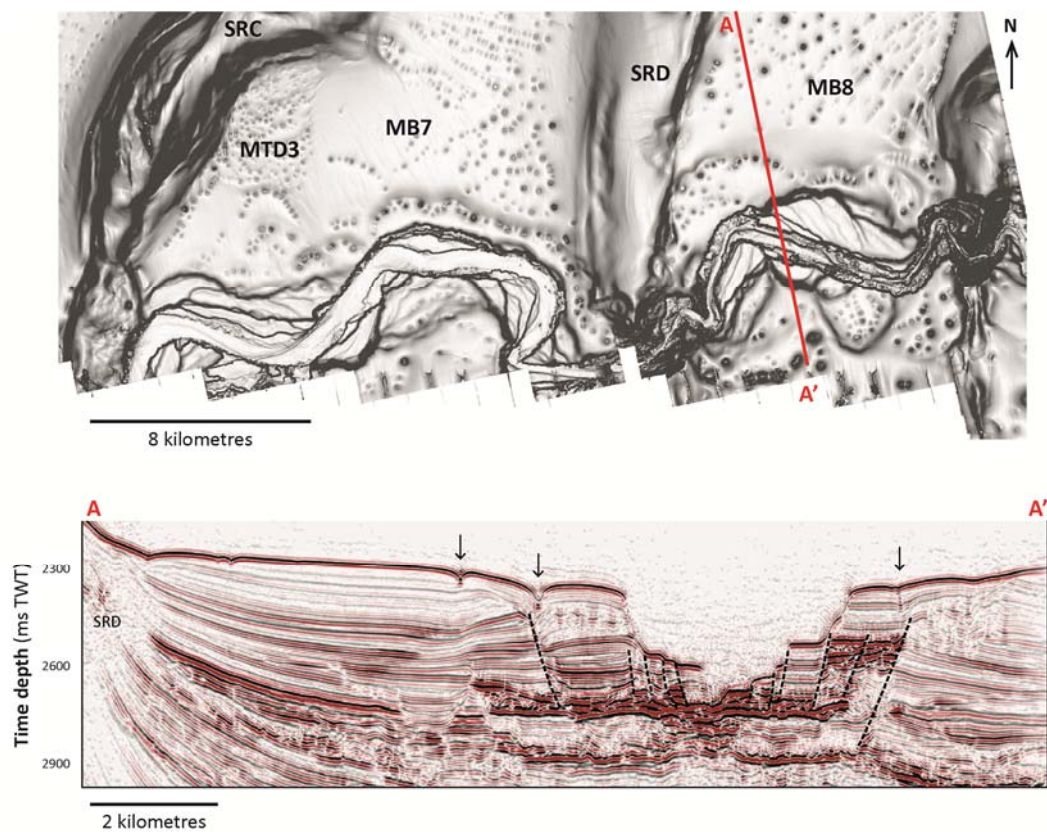 SRC
A
N
SRD
MB8
MB7
MTD3
A'
8 kilometres
A
A'
2300
SRD
2600
Time depth (ms TWT)
2900
2 kilometres